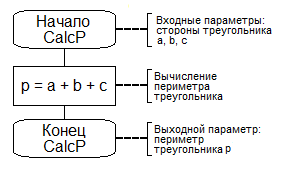 Начало
CalcP
Входные параметры:
стороны треугольника
a, b, c
p = a + b + c
Вычисление
периметра
треугольника
Конец
CalcP
Выходной параметр:
периметр
треугольника p